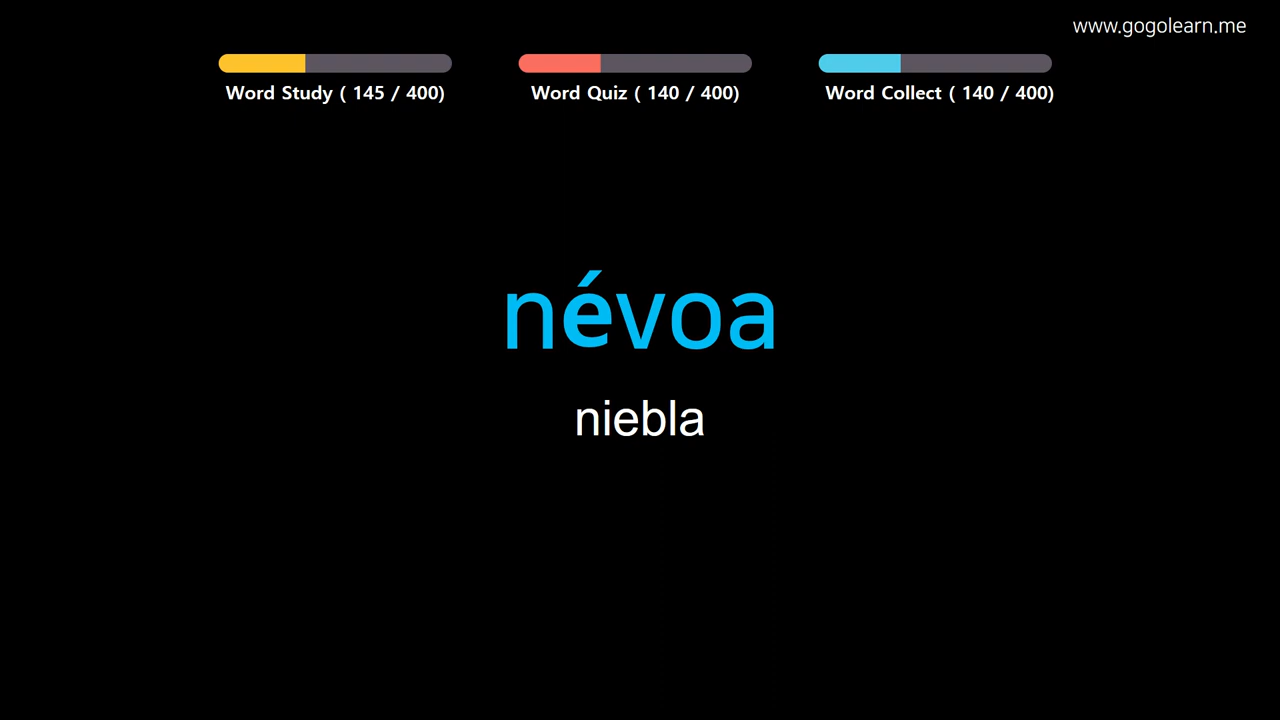 www.gogolearn.me
Word Study ( 145 / 400)
Word Quiz ( 140 / 400)
Word Collect ( 140 / 400)
névoa
niebla